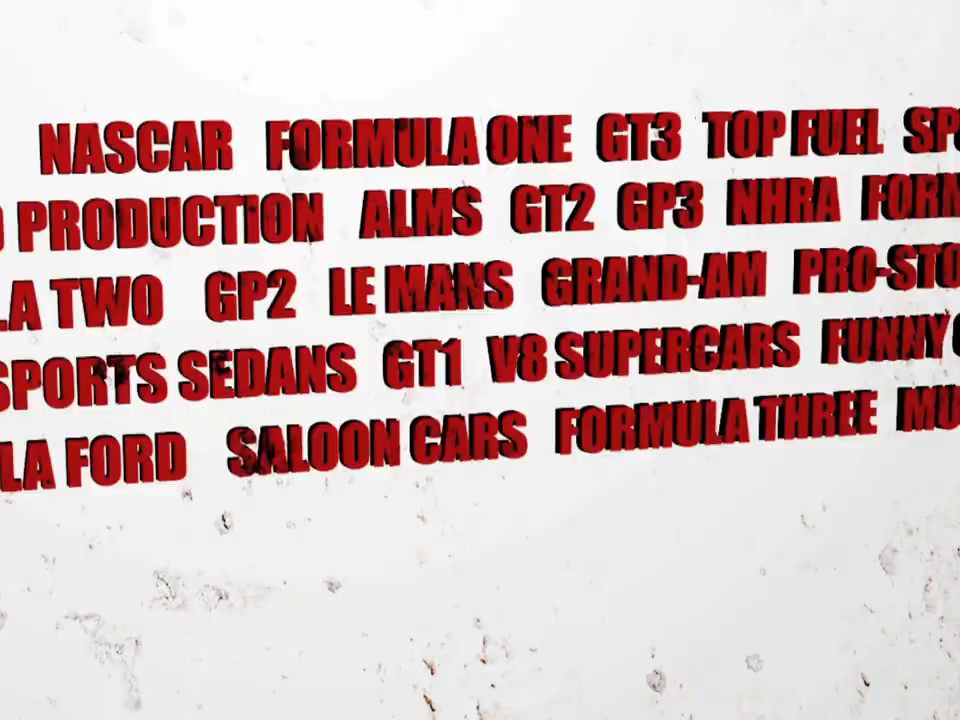 NASCAR FORMULA ONE GT3 TOP FUEL
PRODUCTION ALMS GT2 GP3 NHRA
TWO GP2 LE MANS GRAND-AM
SPORTS SEDANS GT1 V8 SUPERCARS FUNNY
FORD SALOON CARS FORMULA THREE